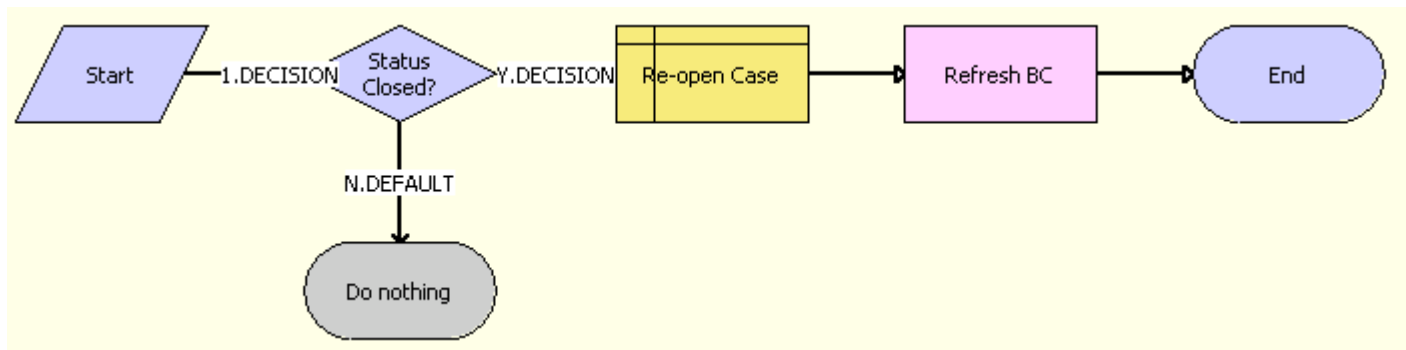 Start
1.DECISION
Status
Closed?
Y.DECISION
Re-open Case
Refresh BC
End
N.DEFAULT
Do nothing